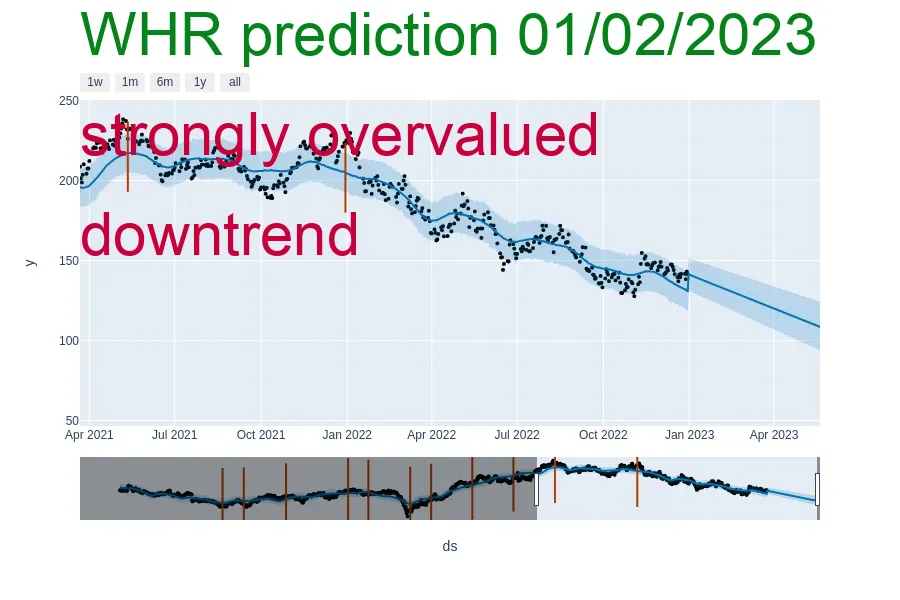 WHR prediction 01/02/2023
1w 1m 6m 1y all
250
strongly overvalued
200
downtrend
y
150
100
50
Apr 2021 Jul 2021 Oct 2021 Jan 2022 Apr 2022 Jul 2022 Oct 2022 Jan 2023 Apr 2023
ds